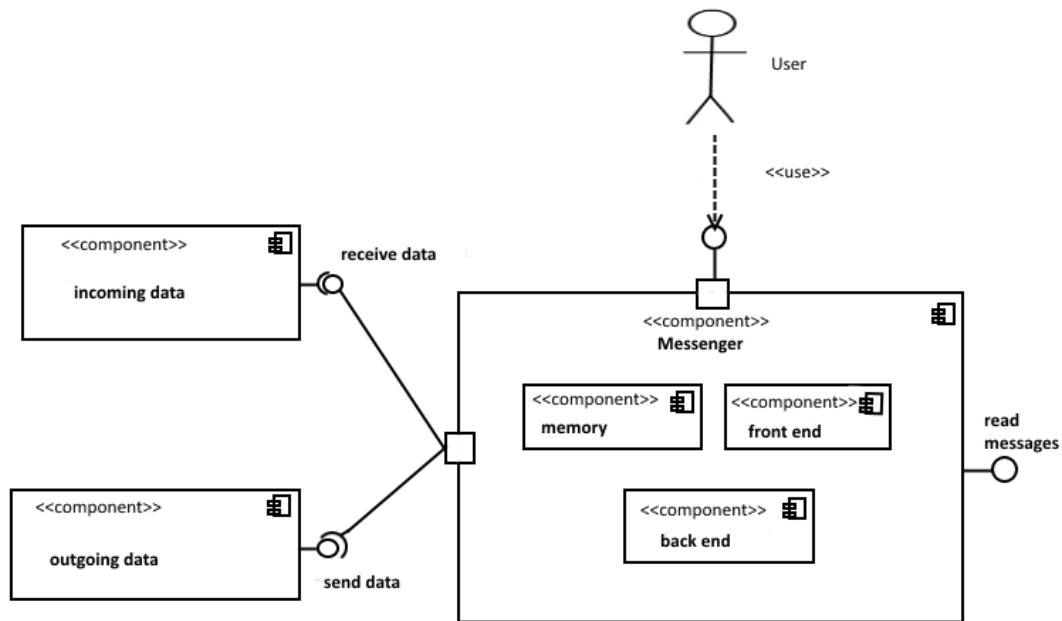 User
<<use>>
<<component>>
incoming data
receive data
<<component>>
Messenger
<<component>>
memory
<<component>>
front end
read
messages
<<component>>
outgoing data
send data
<<component>>
back end